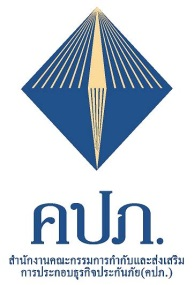 คปภ.
สำนักงานคณะกรรมการกำกับและส่งเสริม
การประกอบธุรกิจประกันภัย(คปภ.)